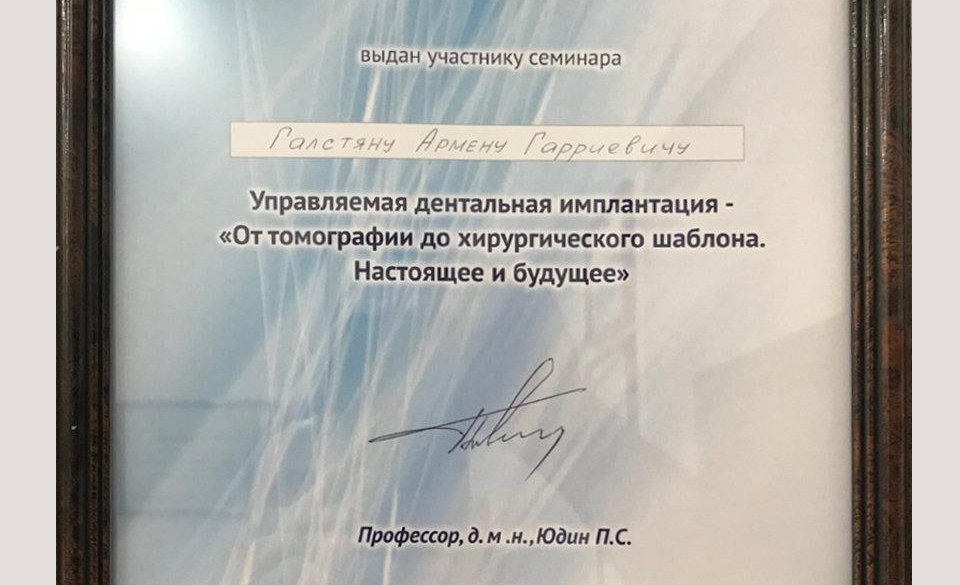 выдан участнику семинара
Галстяну Армену Гарриевичу
Управляемая дентальная имплантация -
«От томографии до хирургического шаблона.
Настоящее и будущее»
Профессор, д. м .н., Юдин П.С.